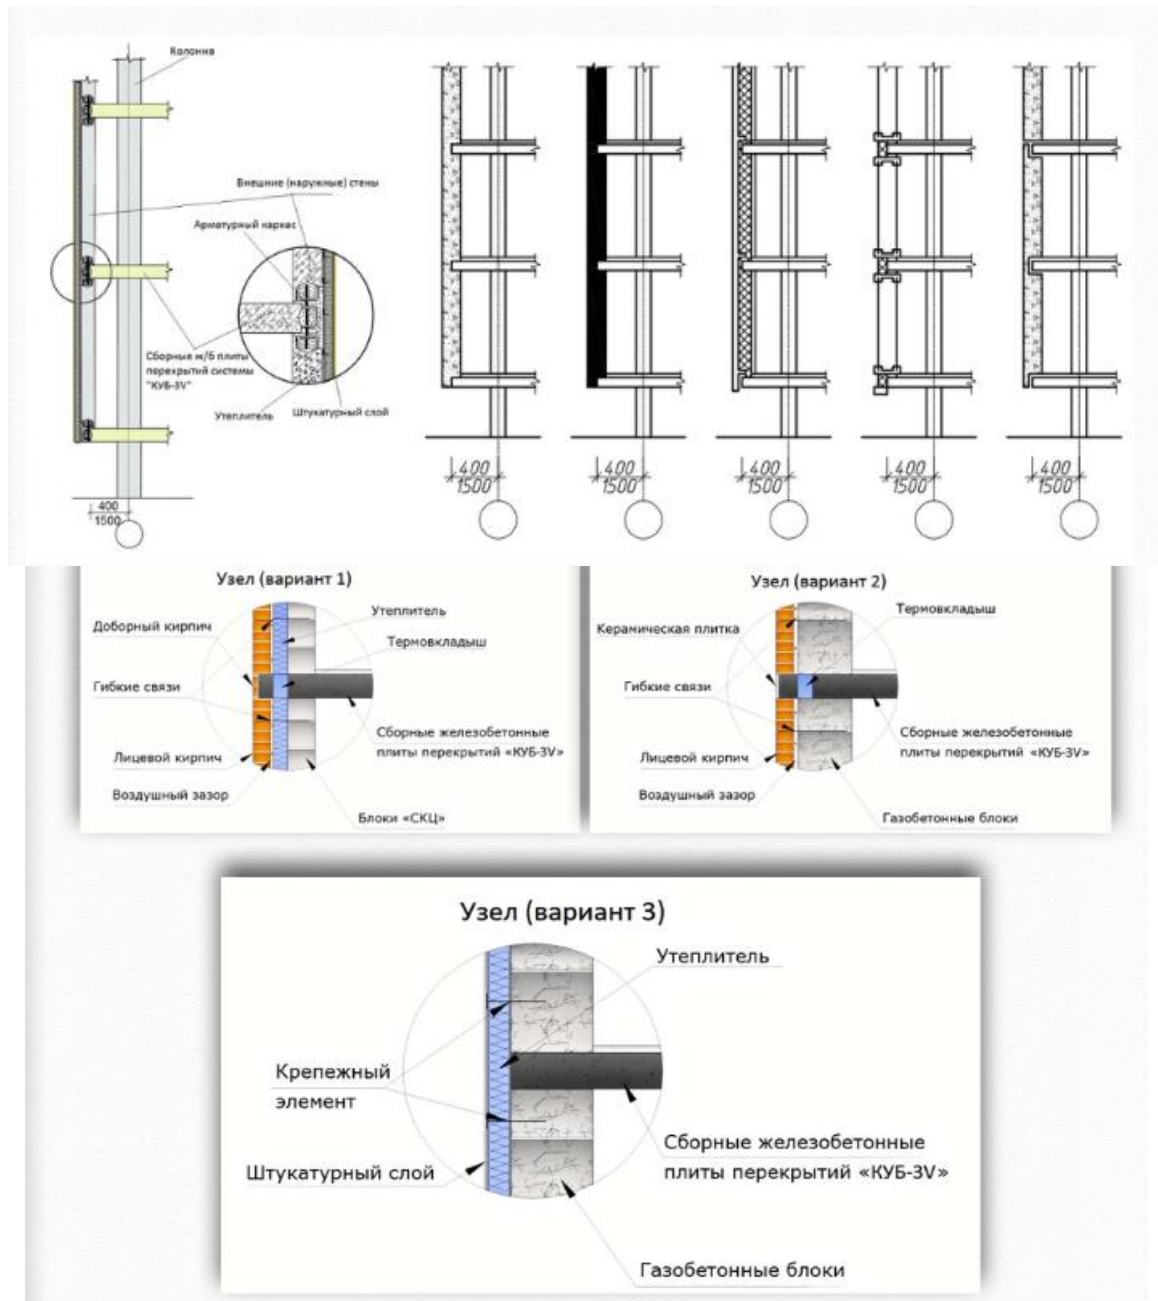 Колонна
Внешние (наружные) стены
Арматурный каркас
Сборные ж/б плиты
перекрытий системы
"КУБ-3V"
Утеплитель
Штукатурный слой
400
1500
400
1500
400
1500
400
1500
400
1500
400
1500
Узел (вариант 1)
Доборный кирпич
Утеплитель
Термовкладыш
Гибкие связи
Сборные железобетонные
плиты перекрытий «КУБ-3V»
Лицевой кирпич
Воздушный зазор
Блоки «СКЦ»
Узел (вариант 2)
Термовкладыш
Керамическая плитка
Гибкие связи
Сборные железобетонные
плиты перекрытий «КУБ-3V»
Лицевой кирпич
Воздушный зазор
Газобетонные блоки
Узел (вариант 3)
Утеплитель
Крепежный
элемент
Сборные железобетонные
плиты перекрытий «КУБ-3V»
Штукатурный слой
Газобетонные блоки